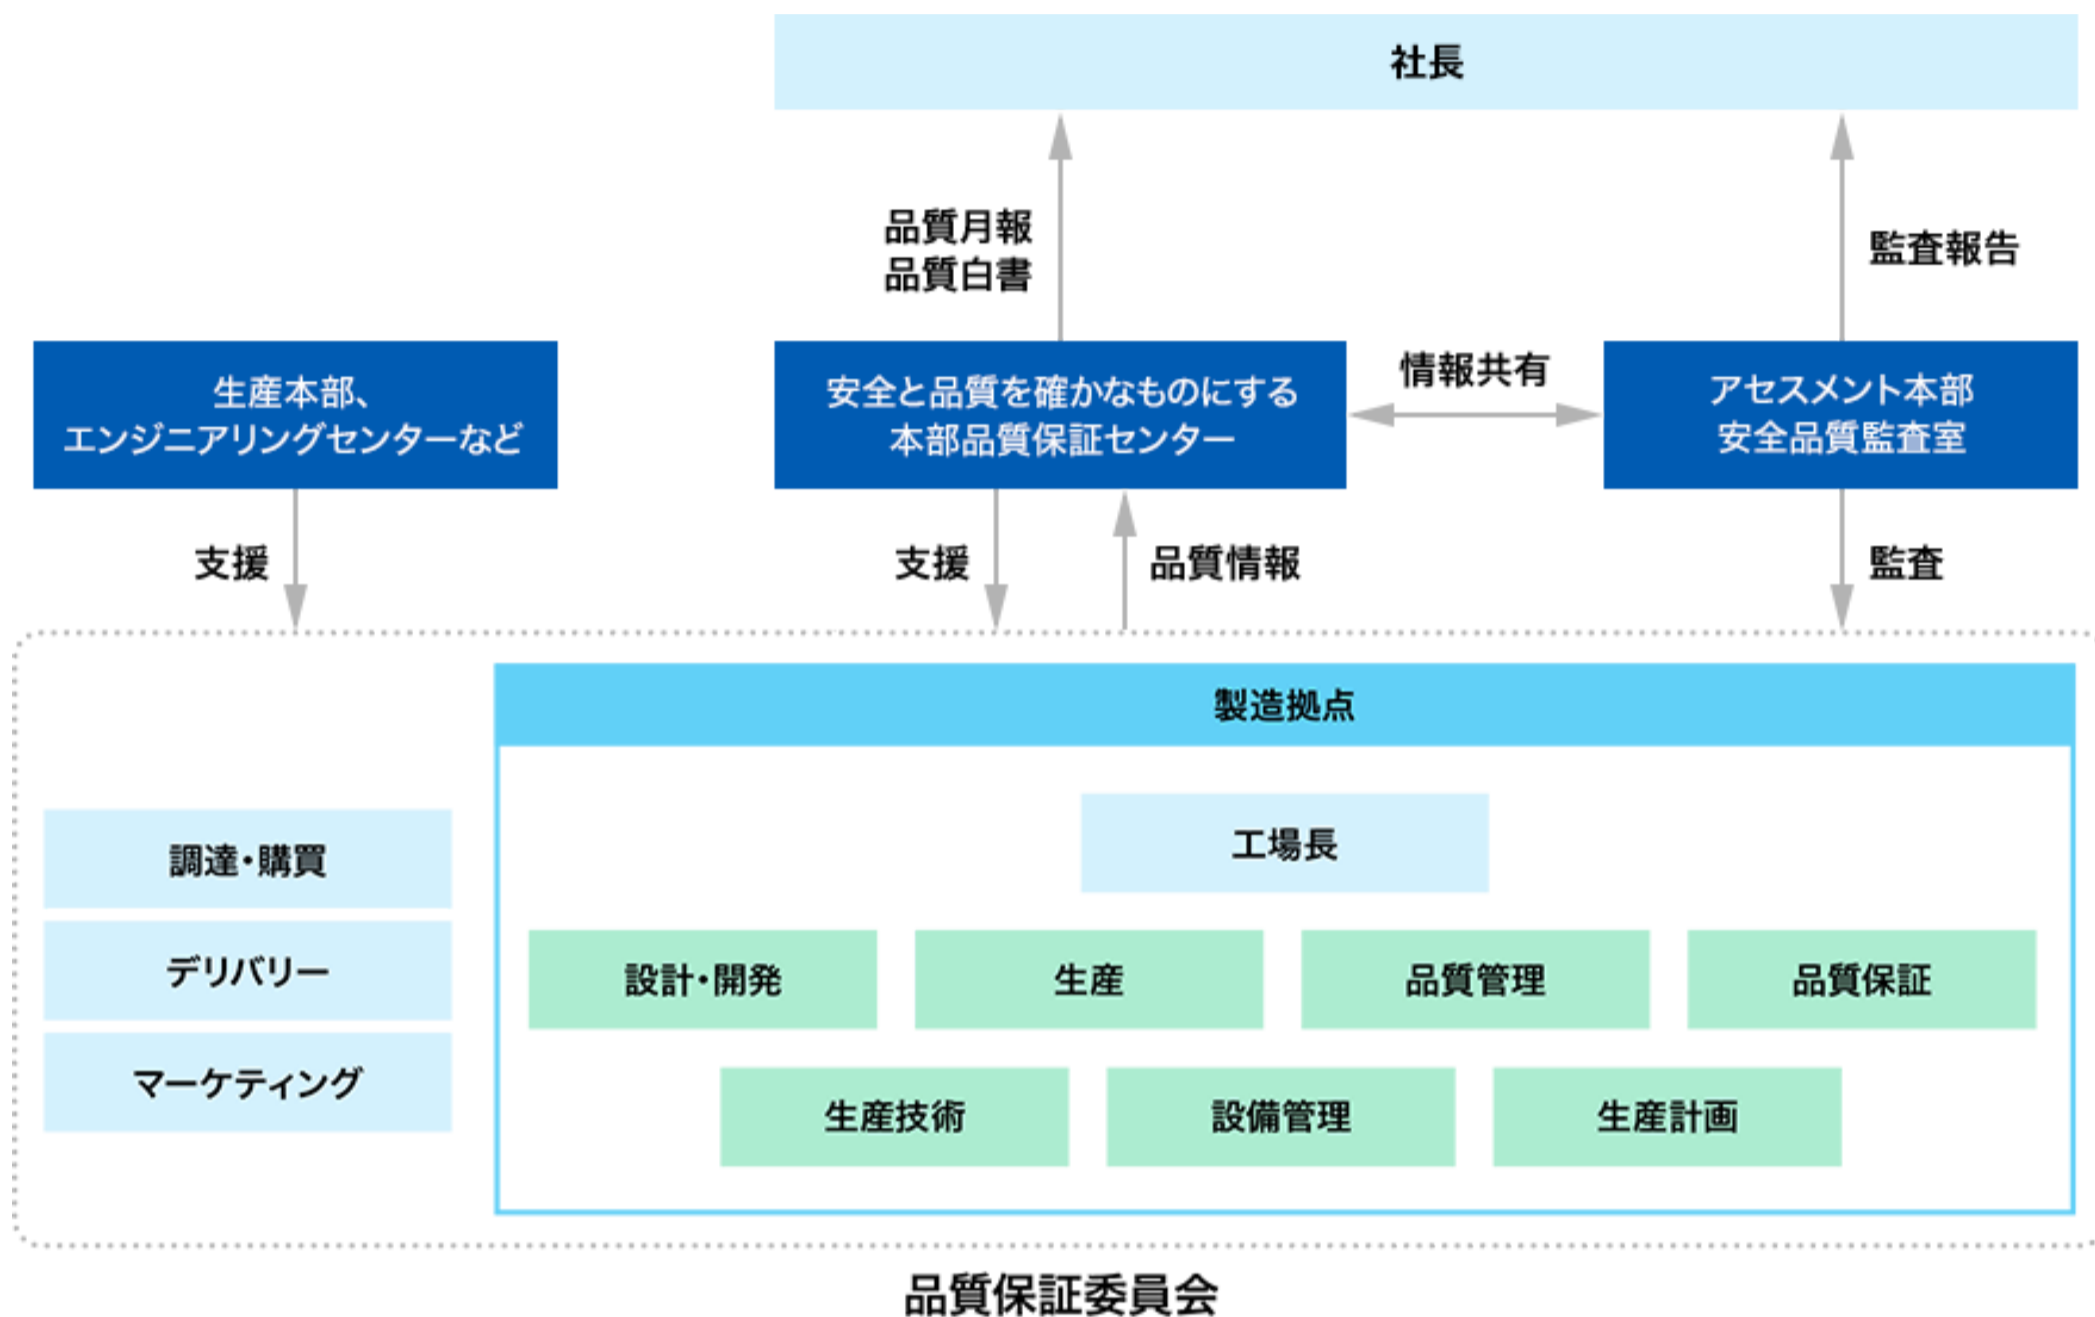 社長
品質月報
品質白書
監査報告
生産本部、
エンジニアリングセンターなど
安全と品質を確かなものにする
本部品質保証センター
情報共有
アセスメント本部
安全品質監査室
支援
支援
品質情報
監査
製造拠点
工場長
調達・購買
デリバリー
マーケティング
設計・開発
生産
品質管理
品質保証
生産技術
設備管理
生産計画
品質保証委員会